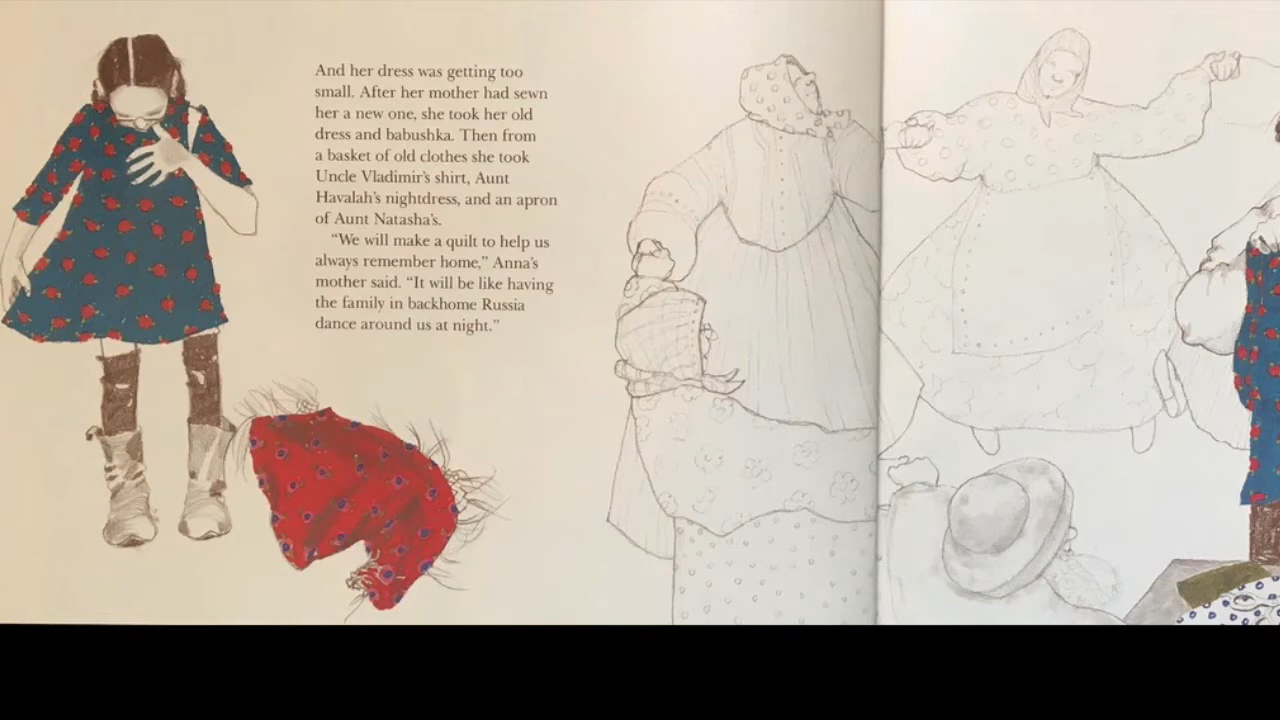 And her dress was getting too
small. After her mother had sewn
her a new one, she took her old
dress and babushka. Then from
a basket of old clothes she took
Uncle Vladimir's shirt, Aunt
Havalah's nightdress, and an apron
of Aunt Natasha's.
“We will make a quilt to help us
always remember home,” Anna's
mother said. “It will be like having
the family in backhome Russia
dance around us at night.”